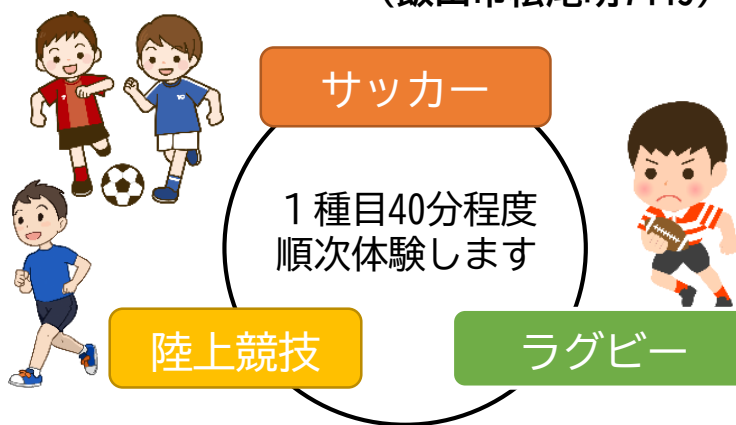 サッカー
１種目40分程度
順次体験します
陸上競技
ラグビー